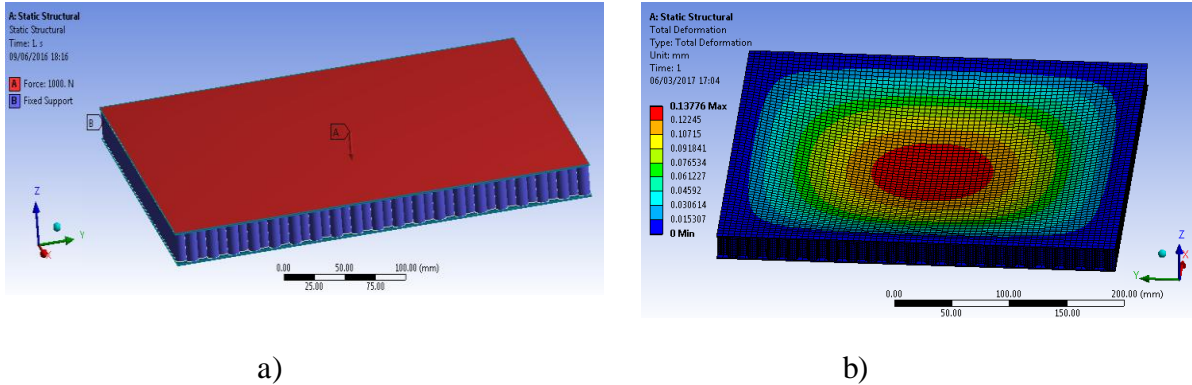 A: Static Structural
Static Structural
Time: 1. s
09/06/2016 18:16
A Force: 1000. N
B Fixed Support
B
A
Z
Y
X
0.00 50.00 100.00 (mm)
25.00 75.00
a)
A: Static Structural
Total Deformation
Type: Total Deformation
Unit: mm
Time: 1
06/03/2017 17:04
0.13776 Max
0.12245
0.10715
0.091841
0.076534
0.061227
0.04592
0.030614
0.015307
0 Min
Z
X
Y
0.00 100.00 200.00 (mm)
50.00 150.00
b)